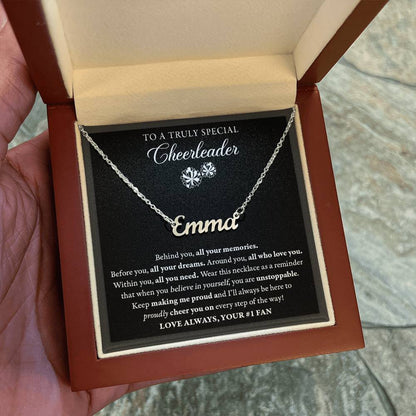 TO A TRULY SPECIAL
Cheerleader
Emma
Behind you, all your memories.
Before you, all your dreams. Around you, all who love you.
Within you, all you need. Wear this necklace as a reminder
that when you believe in yourself, you are unstoppable.
Keep making me proud and I'll always be here to
proudly cheer you on every step of the way!
LOVE ALWAYS, YOUR #1 FAN